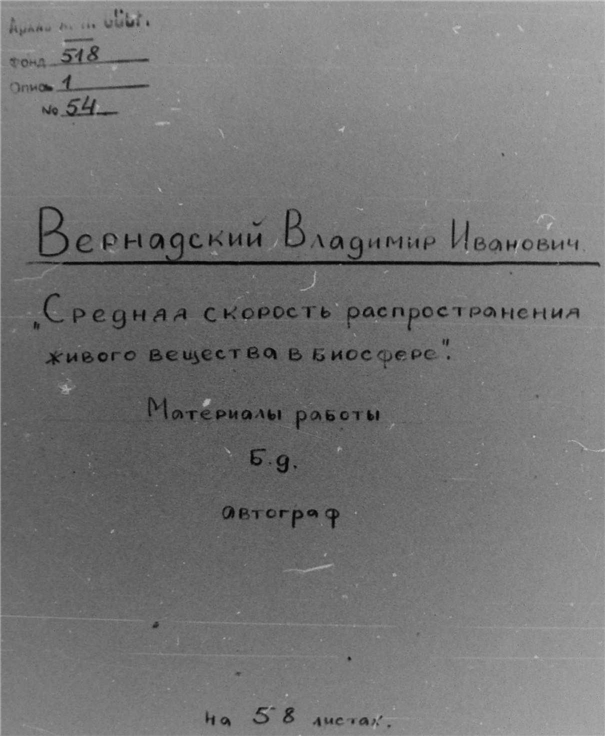 Фонд 518
Опись 1
No 54
Вернадский Владимир Иванович.
„Средняя скорость распространения
живого вещества в биосфере".
Материалы работы
Б.д.
автограф
На 58 листах.